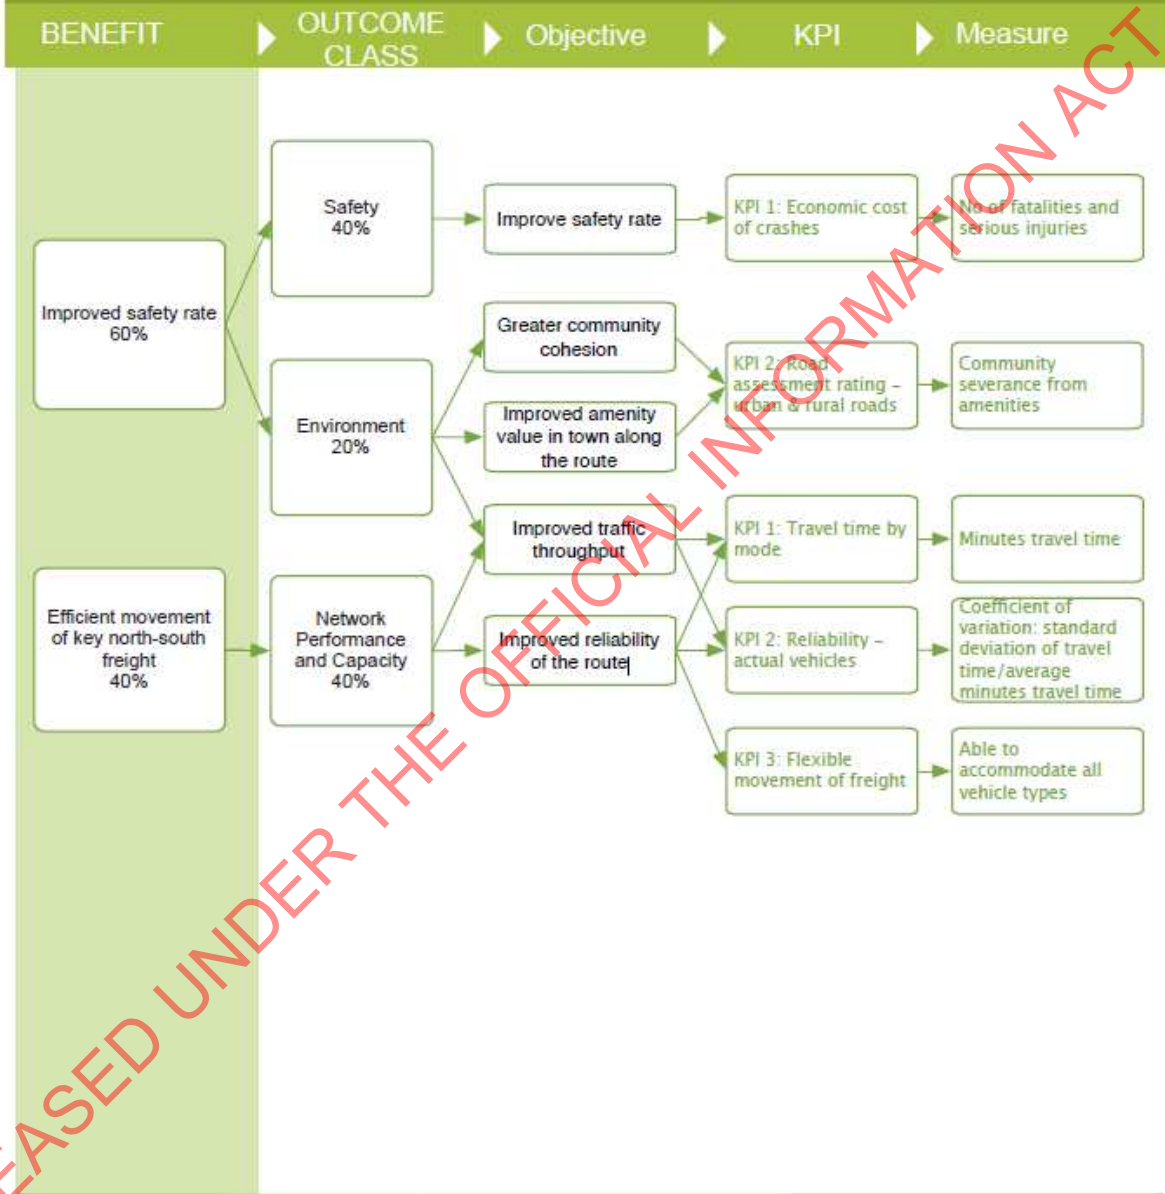 BENEFIT
OUTCOME
CLASS
Objective
KPI
Measure
Improved safety rate
60%
Safety
40%
Improve safety rate
KPI 1: Economic cost
of crashes
No of fatalities and
serious injuries
Environment
20%
Greater community
cohesion
Improved amenity
value in town along
the route
KPI 2: Road
assessment rating –
urban & rural roads
Community
severance from
amenities
Efficient movement
of key north-south
freight
40%
Network
Performance
and Capacity
40%
Improved traffic
throughput
Improved reliability
of the route
KPI 1: Travel time by
mode
Minutes travel time
KPI 2: Reliability –
actual vehicles
Coefficient of
variation: standard
deviation of travel
time/average
minutes travel time
KPI 3: Flexible
movement of freight
Able to
accommodate all
vehicle types
EASED UNDER THE OFFICIAL INFORMATION ACT